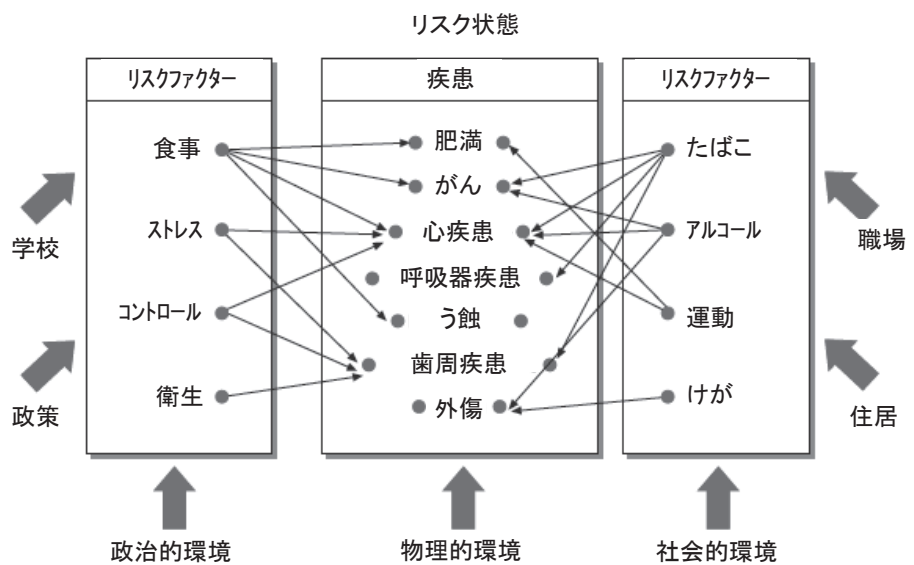 リスク状態
リスクファクター
食事
ストレス
コントロール
衛生
疾患
肥満
がん
心疾患
呼吸器疾患
う蝕
歯周疾患
外傷
リスクファクター
たばこ
アルコール
運動
けが
学校
政策
職場
住居
政治的環境
物理的環境
社会的環境